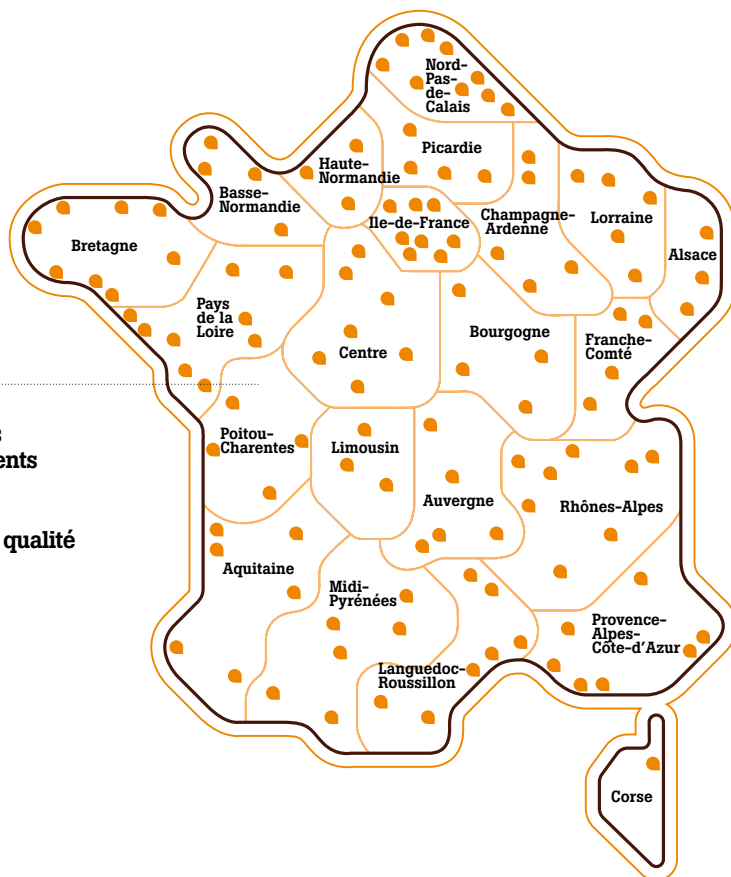 Nord-
Pas-
de-
Calais
Picardie
Haute-
Normandie
Basse-
Normandie
Ile-de-France
Champagne-
Ardenne
Lorraine
Alsace
Bretagne
Pays
de la
Loire
Centre
Bourgogne
Franche-
Comté
s
ents
qualité
Poitou-
Charentes
Limousin
Auvergne
Rhônes-Alpes
Aquitaine
Midi-
Pyrénées
Provence-
Alpes-
Côte-d'Azur
Languedoc-
Roussillon
Corse